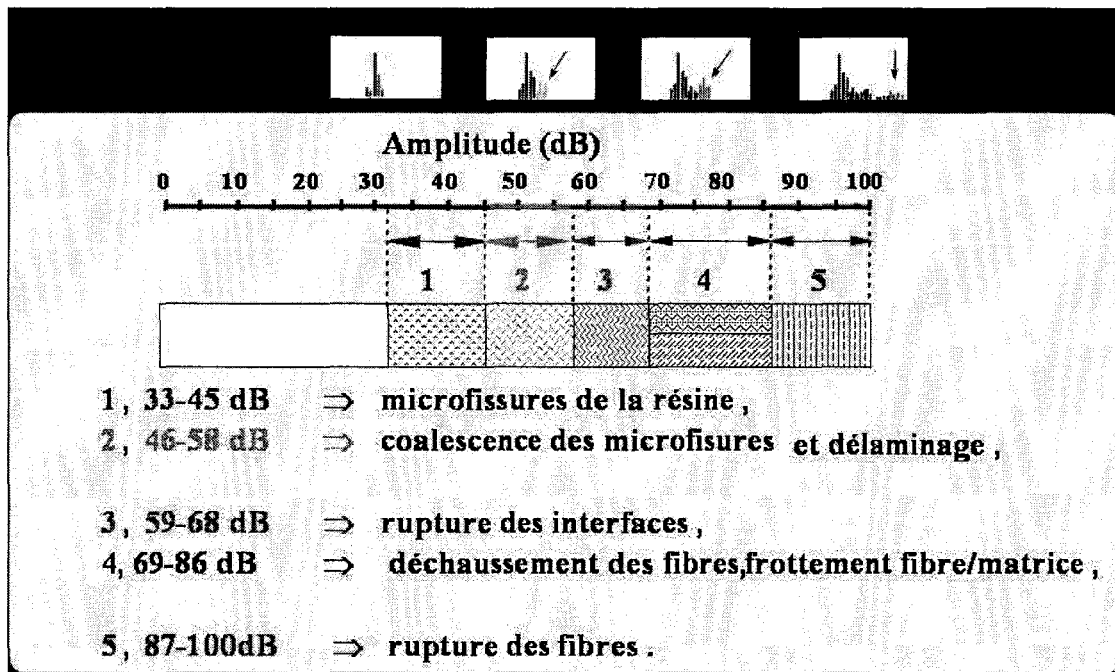 Amplitude (dB)
0 10 20 30 40 50 60 70 80 90 100
1 2 3 4 5
1, 33-45 dB ⇒ microfissures de la résine,
2, 46-58 dB ⇒ coalescence des microfisures et délaminage,
3, 59-68 dB ⇒ rupture des interfaces,
4, 69-86 dB ⇒ déchaussement des fibres,frottement fibre/matrice,
5, 87-100dB ⇒ rupture des fibres.